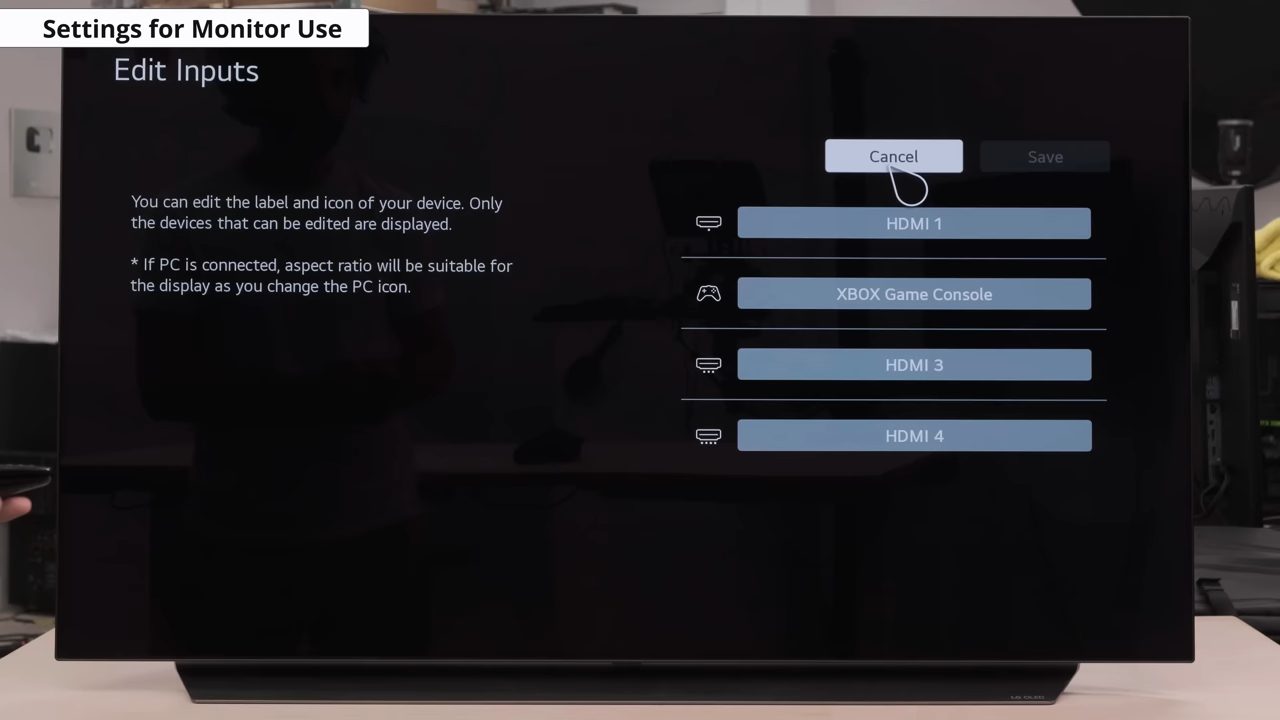 Settings for Monitor Use
Edit Inputs
Cancel
Save
You can edit the label and icon of your device. Only
the devices that can be edited are displayed.
* If PC is connected, aspect ratio will be suitable for
the display as you change the PC icon.
HDMI 1
XBOX Game Console
HDMI 3
HDMI 4
LG OLED